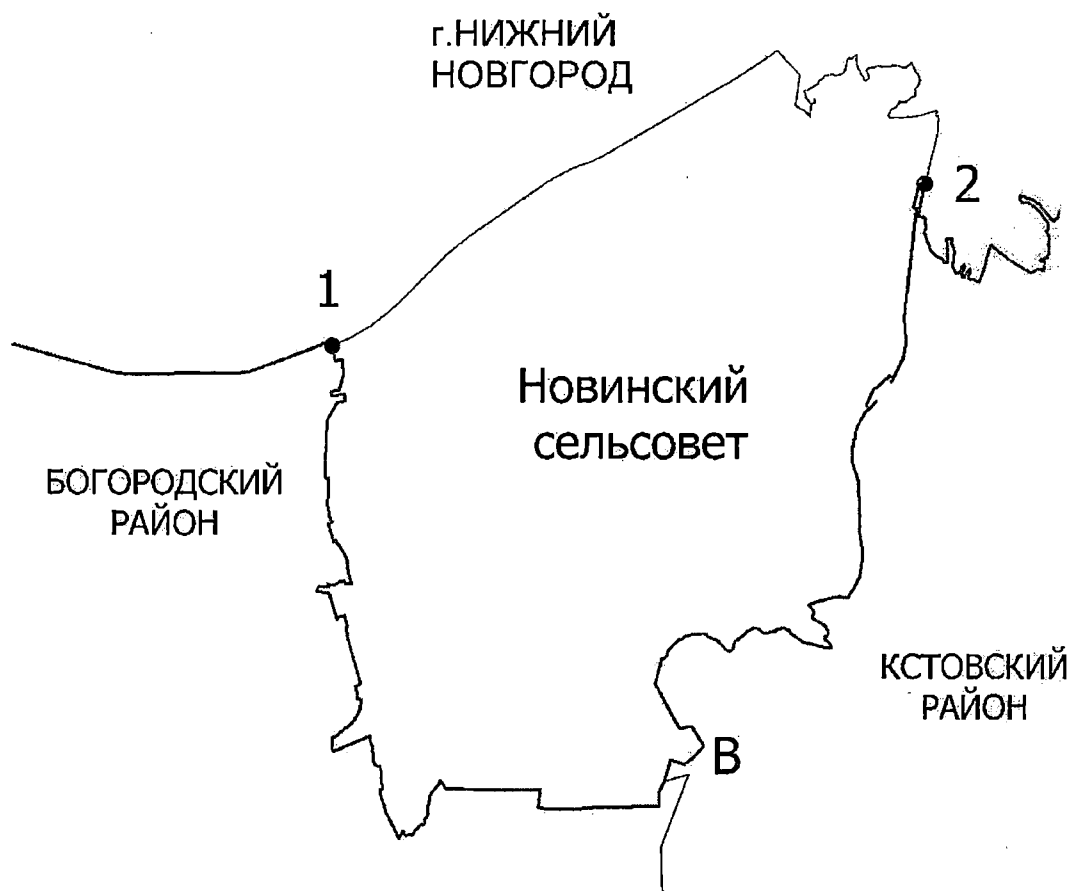 г.НИЖНИЙ
НОВГОРОД
2
1
Новинский
сельсовет
БОГОРОДСКИЙ
РАЙОН
КСТОВСКИЙ
РАЙОН
В